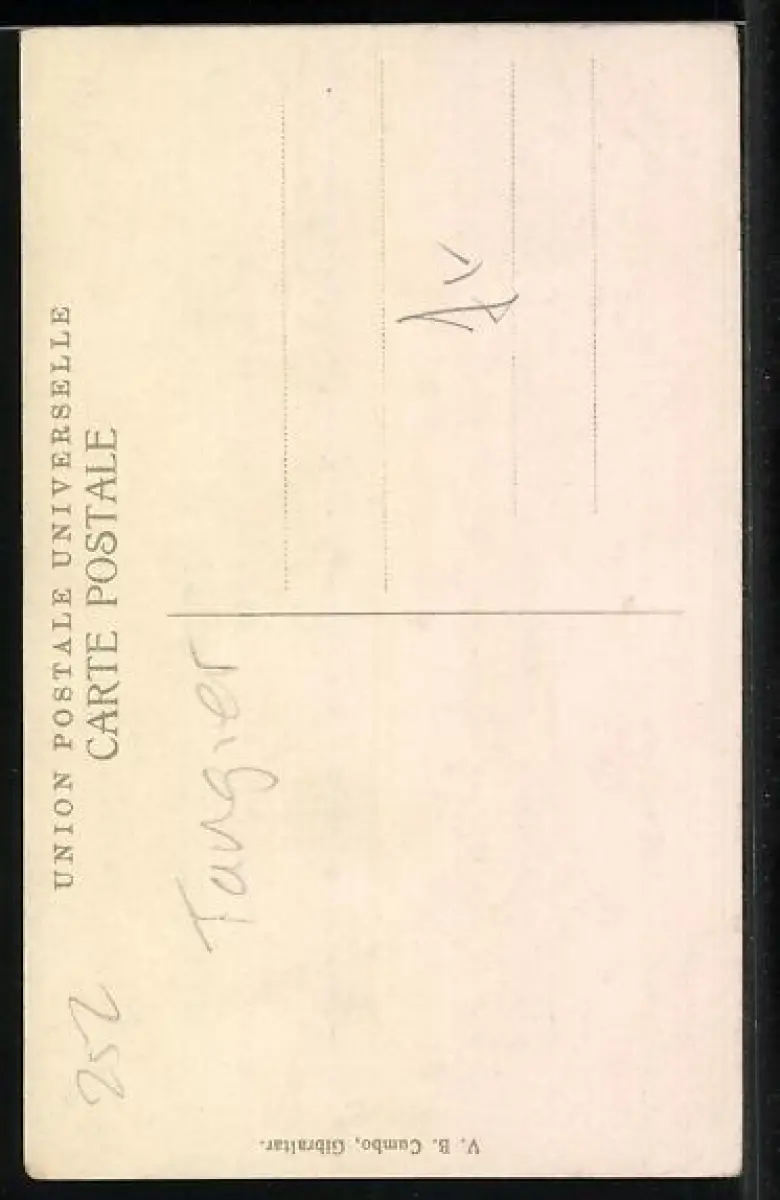 UNION POSTALE UNIVERSELLE
CARTE POSTALE
252
Tangier
V. B. Cumbo, Gibraltar.